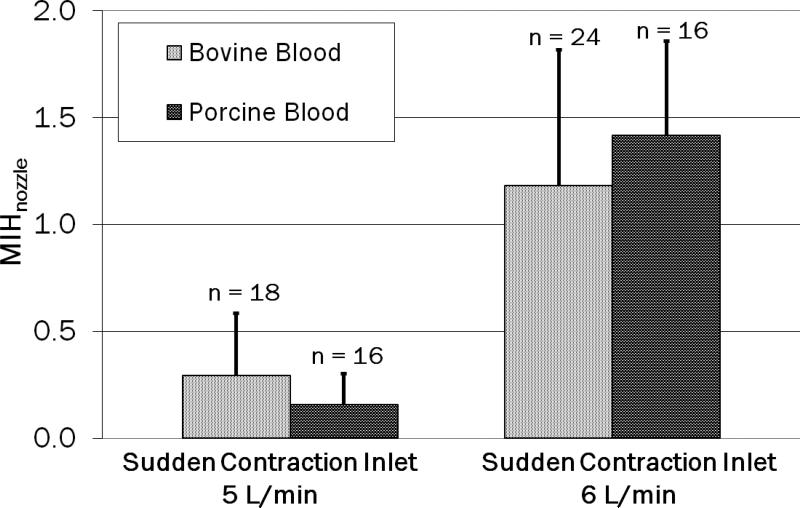 2.0
1.5
1.0
0.5
0.0
MIHnozzle
Bovine Blood
Porcine Blood
n = 18
n = 16
n = 24
n = 16
Sudden Contraction Inlet
5 L/min
Sudden Contraction Inlet
6 L/min